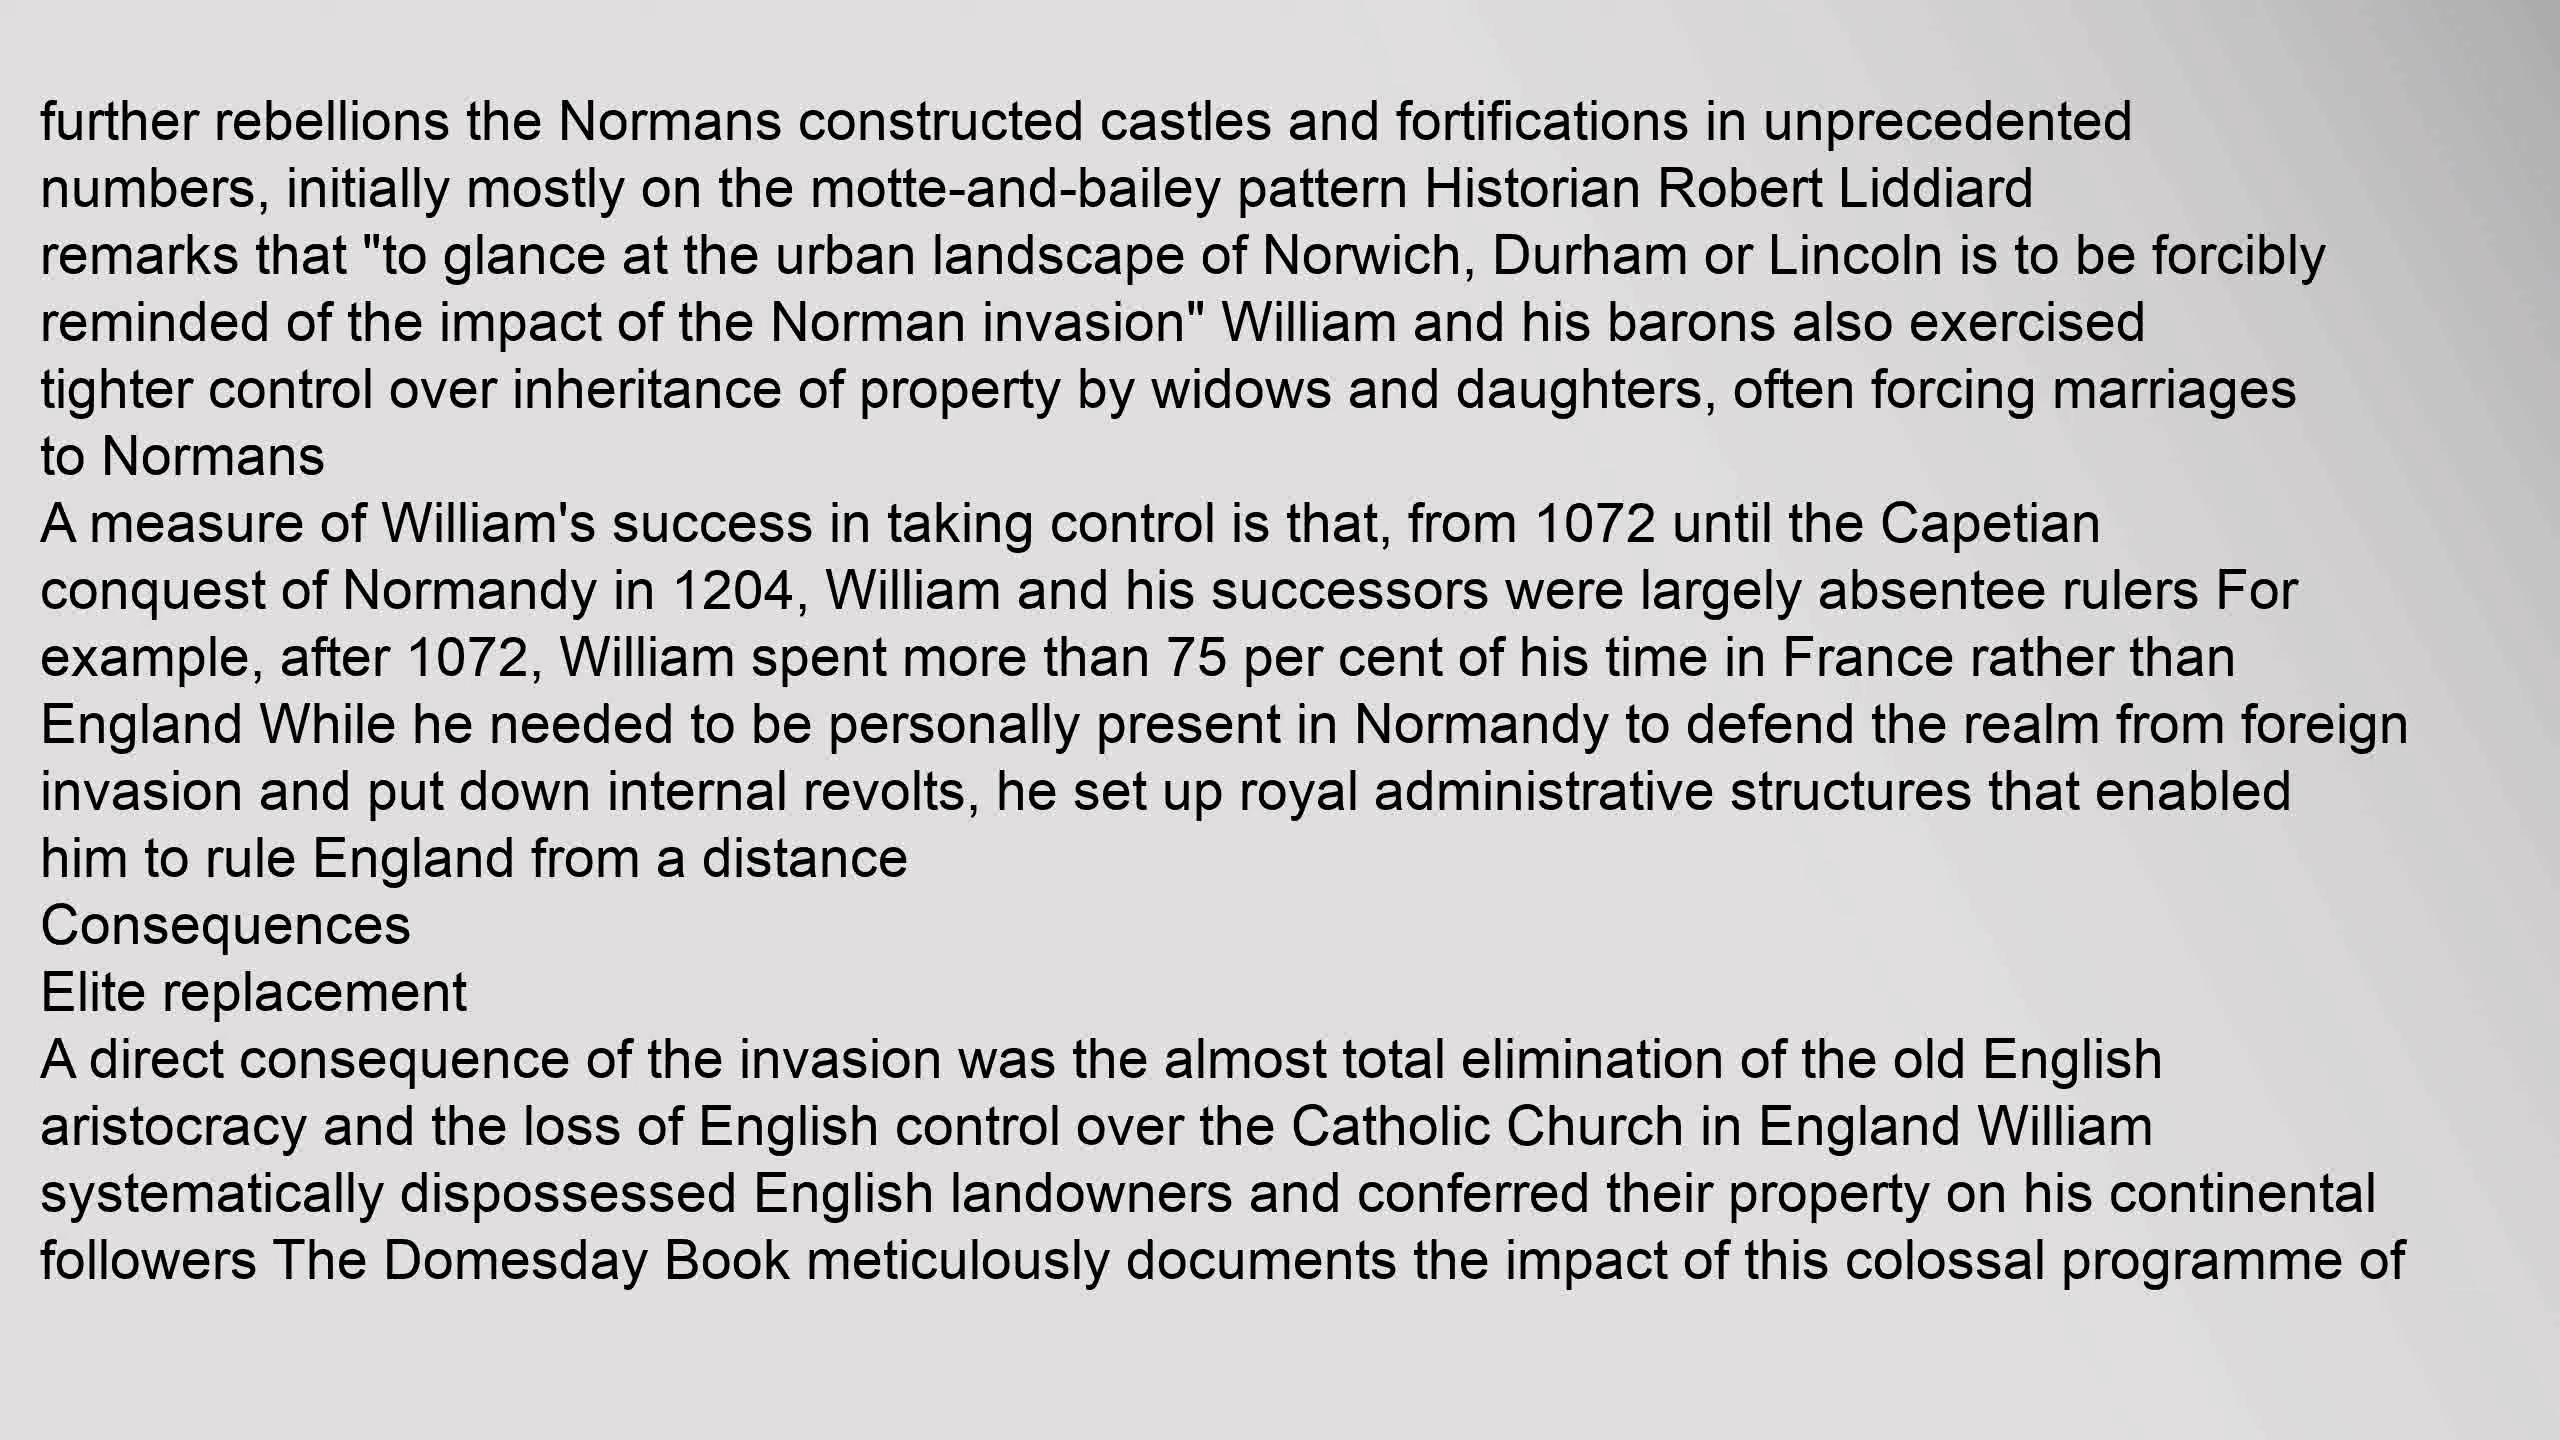 further rebellions the Normans constructed castles and fortifications in unprecedented
numbers, initially mostly on the motte-and-bailey pattern Historian Robert Liddiard
remarks that "to glance at the urban landscape of Norwich, Durham or Lincoln is to be forcibly
reminded of the impact of the Norman invasion" William and his barons also exercised
tighter control over inheritance of property by widows and daughters, often forcing marriages
to Normans
A measure of William's success in taking control is that, from 1072 until the Capetian
conquest of Normandy in 1204, William and his successors were largely absentee rulers For
example, after 1072, William spent more than 75 per cent of his time in France rather than
England While he needed to be personally present in Normandy to defend the realm from foreign
invasion and put down internal revolts, he set up royal administrative structures that enabled
him to rule England from a distance
Consequences
Elite replacement
A direct consequence of the invasion was the almost total elimination of the old English
aristocracy and the loss of English control over the Catholic Church in England William
systematically dispossessed English landowners and conferred their property on his continental
followers The Domesday Book meticulously documents the impact of this colossal programme of